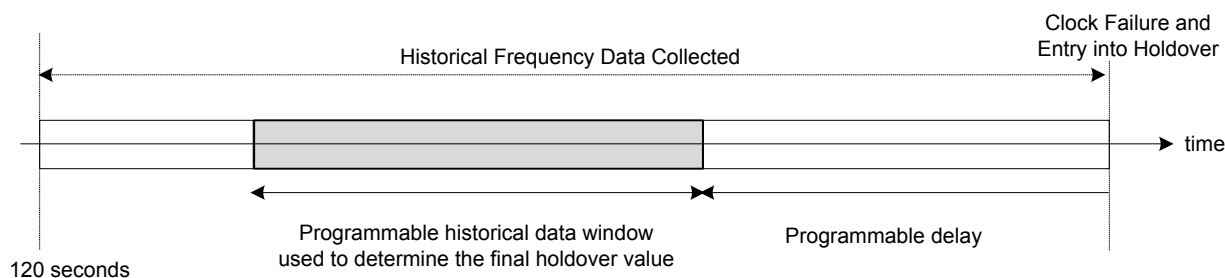 Clock Failure and
Entry into Holdover
Historical Frequency Data Collected
time
Programmable historical data window
used to determine the final holdover value
Programmable delay
120 seconds